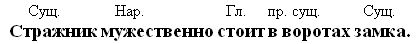 Сущ. Нар. Гл. пр. сущ. Сущ.
Стражник мужественно стоит в воротах замка.